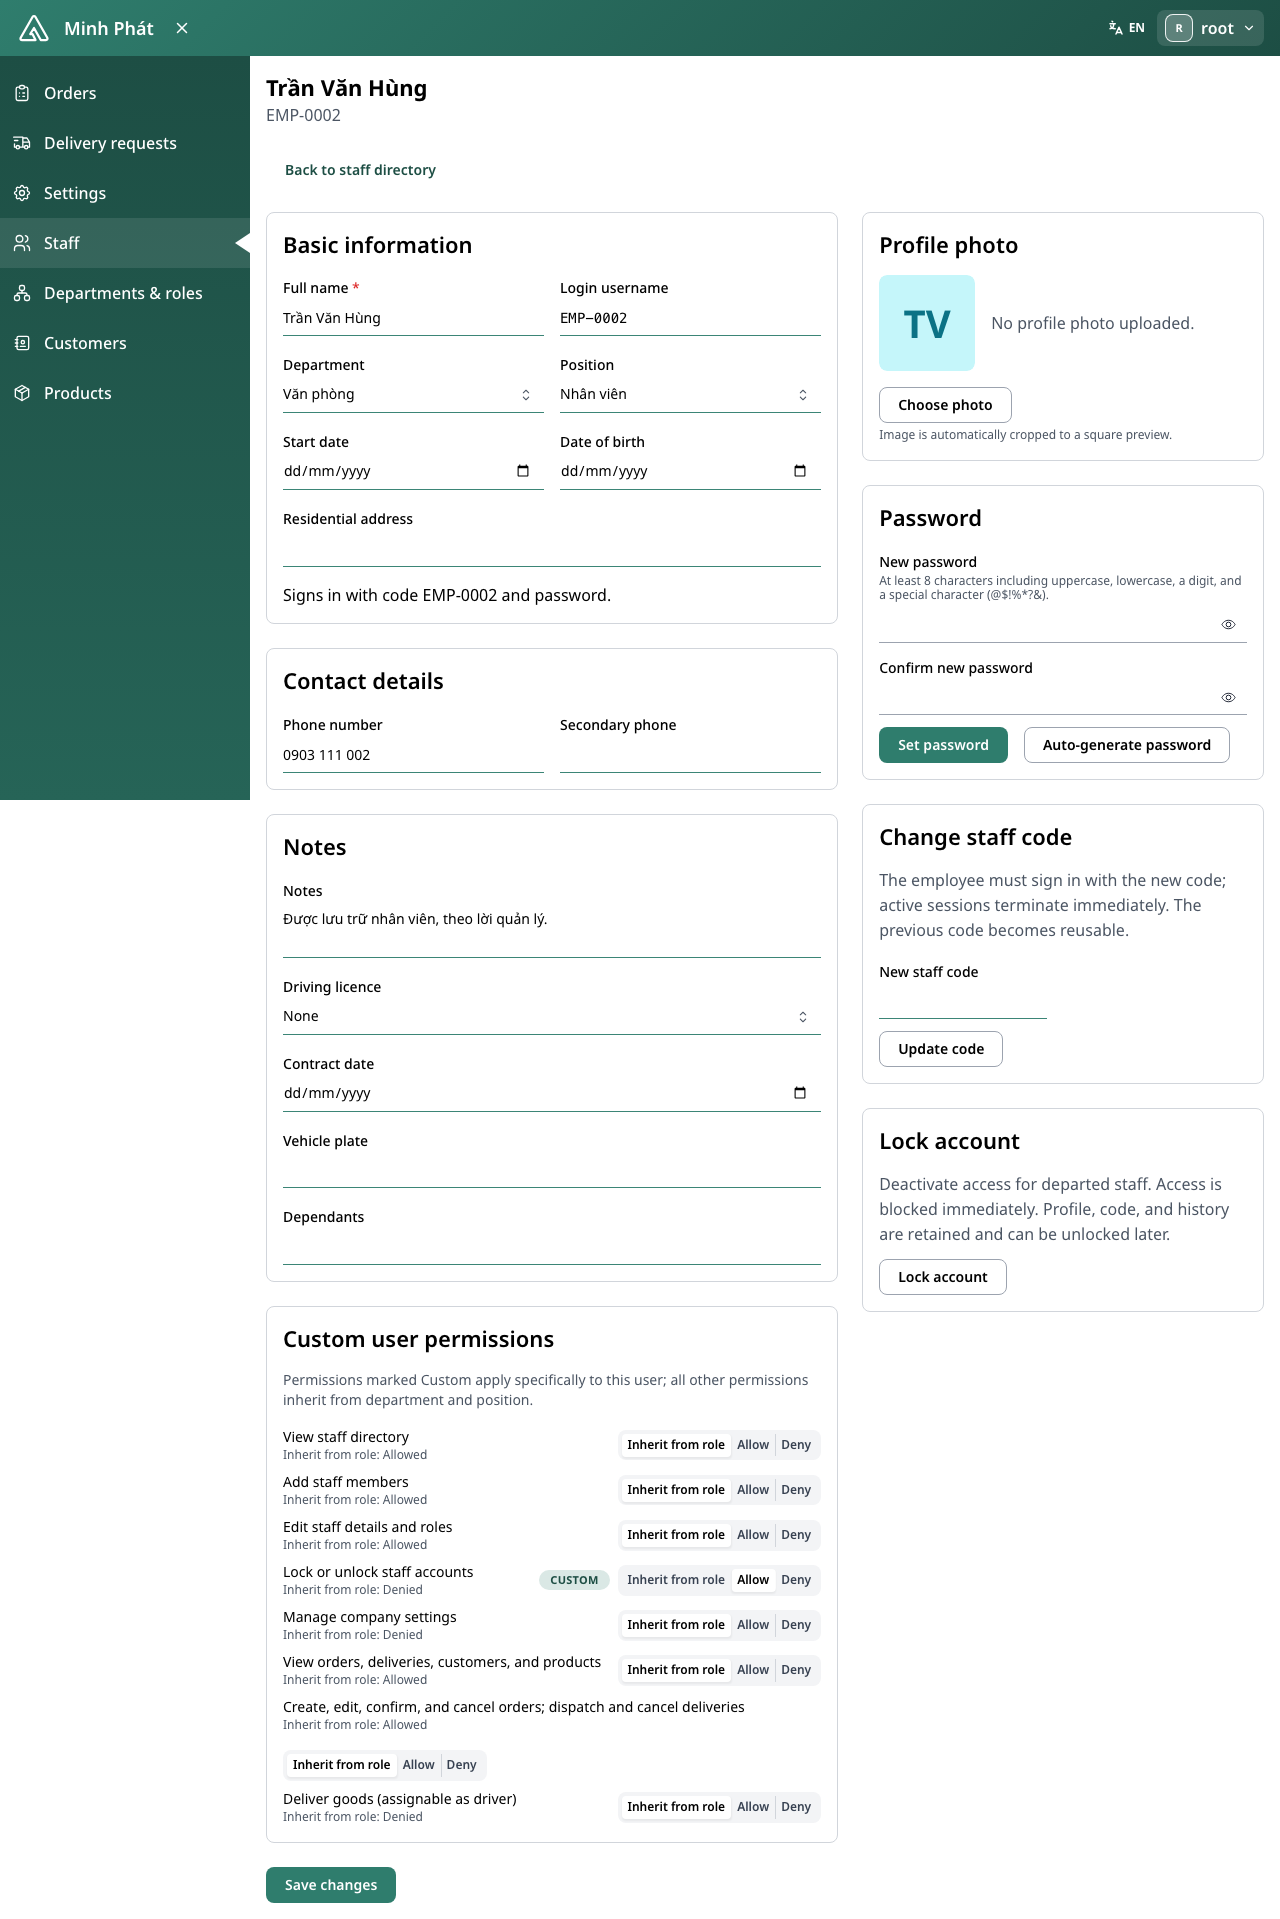 Minh Phát
EN
R
root
Orders
Delivery requests
Settings
Staff
Departments & roles
Customers
Products
Trần Văn Hùng
EMP-0002
Back to staff directory
Basic information
Full name *
Login username
Trần Văn Hùng
EMP-0002
Department
Position
Văn phòng
Nhân viên
Start date
Date of birth
dd/mm/yyyy
dd/mm/yyyy
Residential address
Signs in with code EMP-0002 and password.
Contact details
Phone number
Secondary phone
0903 111 002
Notes
Notes
Được lưu trữ nhân viên, theo lời quản lý.
Driving licence
None
Contract date
dd/mm/yyyy
Vehicle plate
Dependants
Custom user permissions
Permissions marked Custom apply specifically to this user; all other permissions
inherit from department and position.
View staff directory
Inherit from role: Allowed
Inherit from role Allow Deny
Add staff members
Inherit from role: Allowed
Inherit from role Allow Deny
Edit staff details and roles
Inherit from role: Allowed
Inherit from role Allow Deny
Lock or unlock staff accounts
Inherit from role: Denied
CUSTOM
Inherit from role Allow Deny
Manage company settings
Inherit from role: Denied
Inherit from role Allow Deny
View orders, deliveries, customers, and products
Inherit from role: Allowed
Inherit from role Allow Deny
Create, edit, confirm, and cancel orders; dispatch and cancel deliveries
Inherit from role: Allowed
Inherit from role Allow Deny
Deliver goods (assignable as driver)
Inherit from role: Denied
Inherit from role Allow Deny
Save changes
Profile photo
TV
No profile photo uploaded.
Choose photo
Image is automatically cropped to a square preview.
Password
New password
At least 8 characters including uppercase, lowercase, a digit, and
a special character (@$!%*?&).
Confirm new password
Set password
Auto-generate password
Change staff code
The employee must sign in with the new code;
active sessions terminate immediately. The
previous code becomes reusable.
New staff code
Update code
Lock account
Deactivate access for departed staff. Access is
blocked immediately. Profile, code, and history
are retained and can be unlocked later.
Lock account